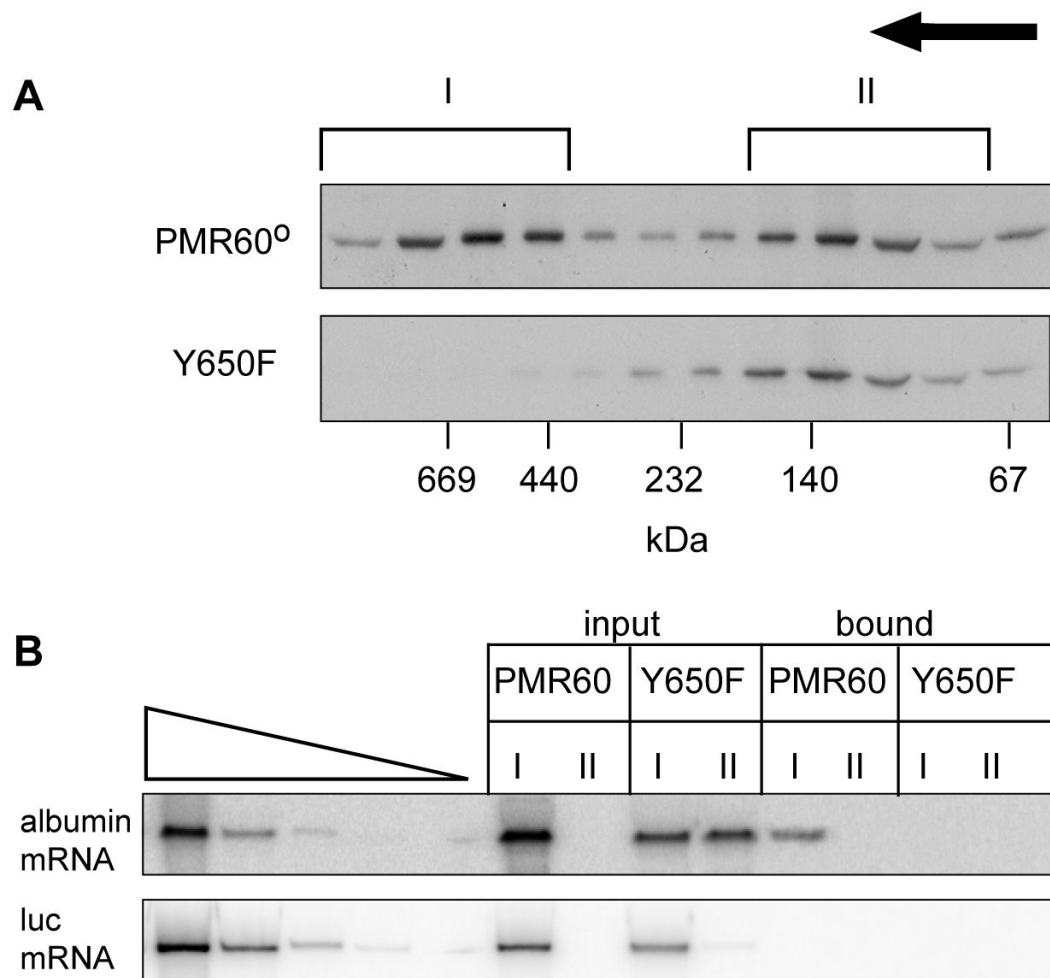 A
I II
PMR60º
Y650F
669 440 232 140 67
kDa
B
input bound
PMR60 Y650F PMR60 Y650F
I II I II I II I II
albumin
mRNA
luc
mRNA